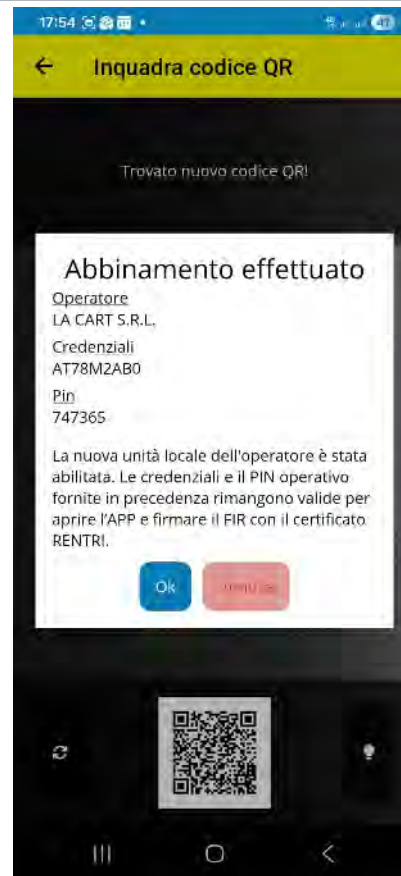 17:54
← Inquadra codice QR
Trovato nuovo codice QR!
Abbinamento effettuato
Operatore
LA CART S.R.L.
Credenziali
AT78M2AB0
Pin
747365
La nuova unità locale dell'operatore è stata
abilitata. Le credenziali e il PIN operativo
fornite in precedenza rimangono valide per
aprire l'APP e firmare il FIR con il certificato
RENTRI.
Ok